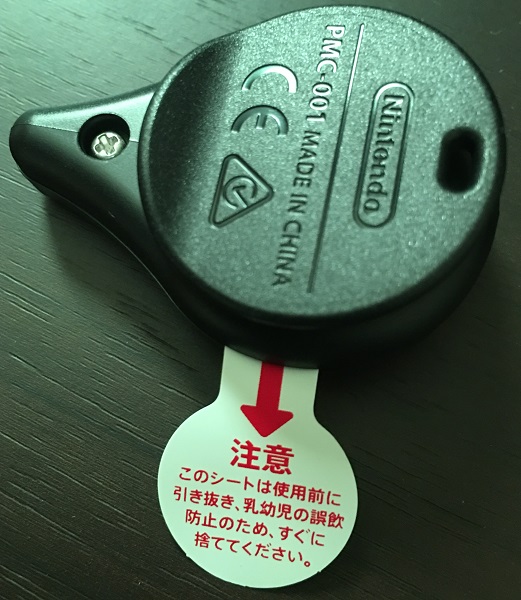 Nintendo
PMC-001 MADE IN CHINA
CE
注意
このシートは使用前に
引き抜き、乳幼児の誤飲
防止のため、すぐに
捨ててください。